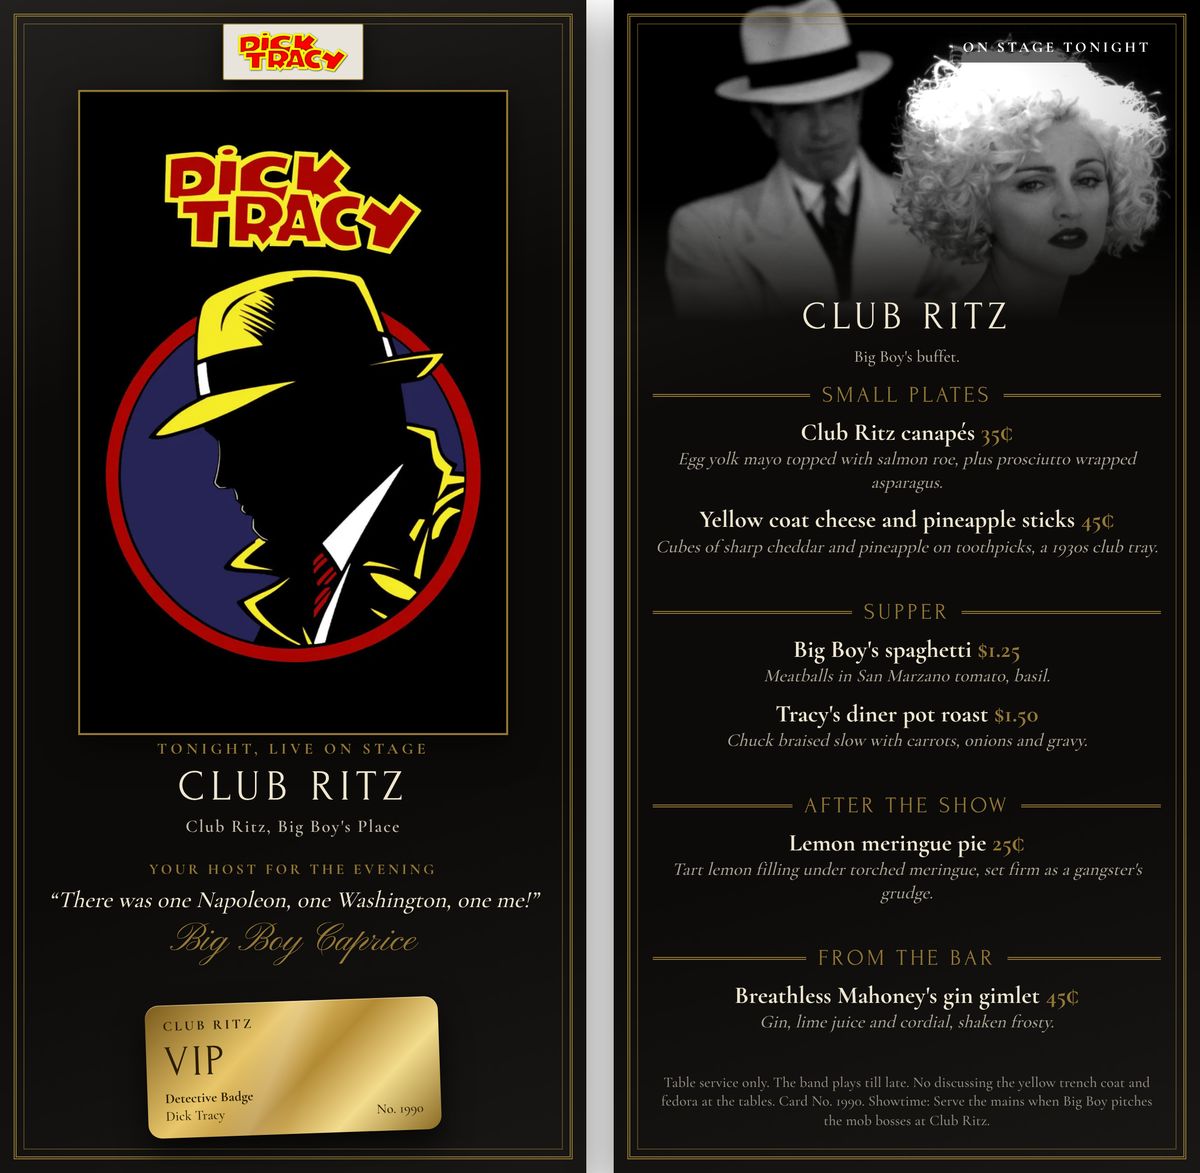 DICK
TRACY
DICK
TRACY
TONIGHT, LIVE ON STAGE
CLUB RITZ
Club Ritz, Big Boy's Place
YOUR HOST FOR THE EVENING
“There was one Napoleon, one Washington, one me!”
Big Boy Caprice
CLUB RITZ
VIP
Detective Badge
Dick Tracy
No. 1990
ON STAGE TONIGHT
CLUB RITZ
Big Boy's buffet.
SMALL PLATES
Club Ritz canapés 35₵
Egg yolk mayo topped with salmon roe, plus prosciutto wrapped
asparagus.
Yellow coat cheese and pineapple sticks 45₵
Cubes of sharp cheddar and pineapple on toothpicks, a 1930s club tray.
SUPPER
Big Boy's spaghetti $1.25
Meatballs in San Marzano tomato, basil.
Tracy's diner pot roast $1.50
Chuck braised slow with carrots, onions and gravy.
AFTER THE SHOW
Lemon meringue pie 25₵
Tart lemon filling under torched meringue, set firm as a gangster's
grudge.
FROM THE BAR
Breathless Mahoney's gin gimlet 45₵
Gin, lime juice and cordial, shaken frosty.
Table service only. The band plays till late. No discussing the yellow trench coat and
fedora at the tables. Card No. 1990. Showtime: Serve the mains when Big Boy pitches
the mob bosses at Club Ritz.